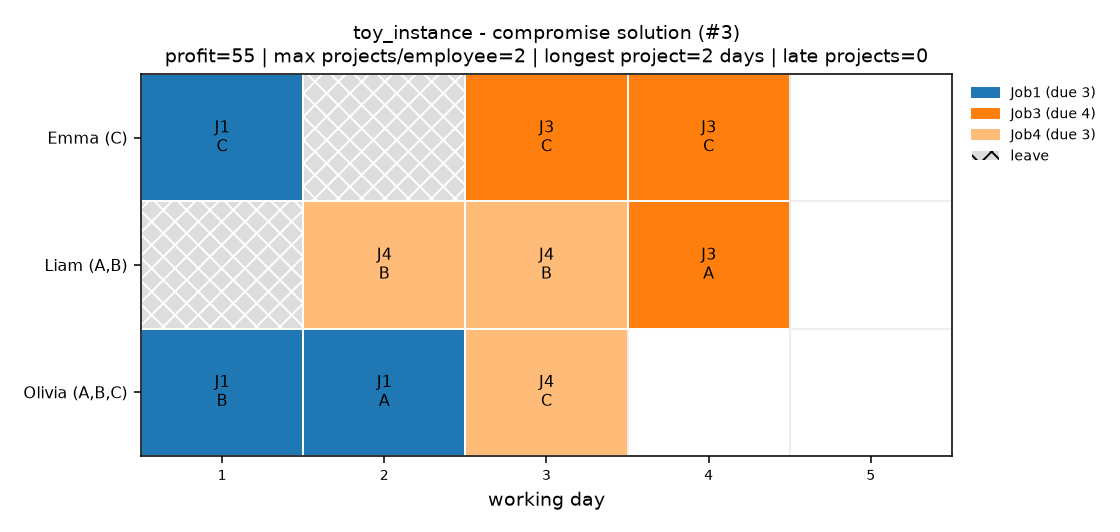 toy_instance - compromise solution (#3)
profit=55 | max projects/employee=2 | longest project=2 days | late projects=0
Job1 (due 3)
Job3 (due 4)
Job4 (due 3)
leave
Emma (C)
J1
C
J3
C
J3
C
Liam (A,B)
J4
B
J4
B
J3
A
Olivia (A,B,C)
J1
B
J1
A
J4
C
1 2 3 4 5
working day